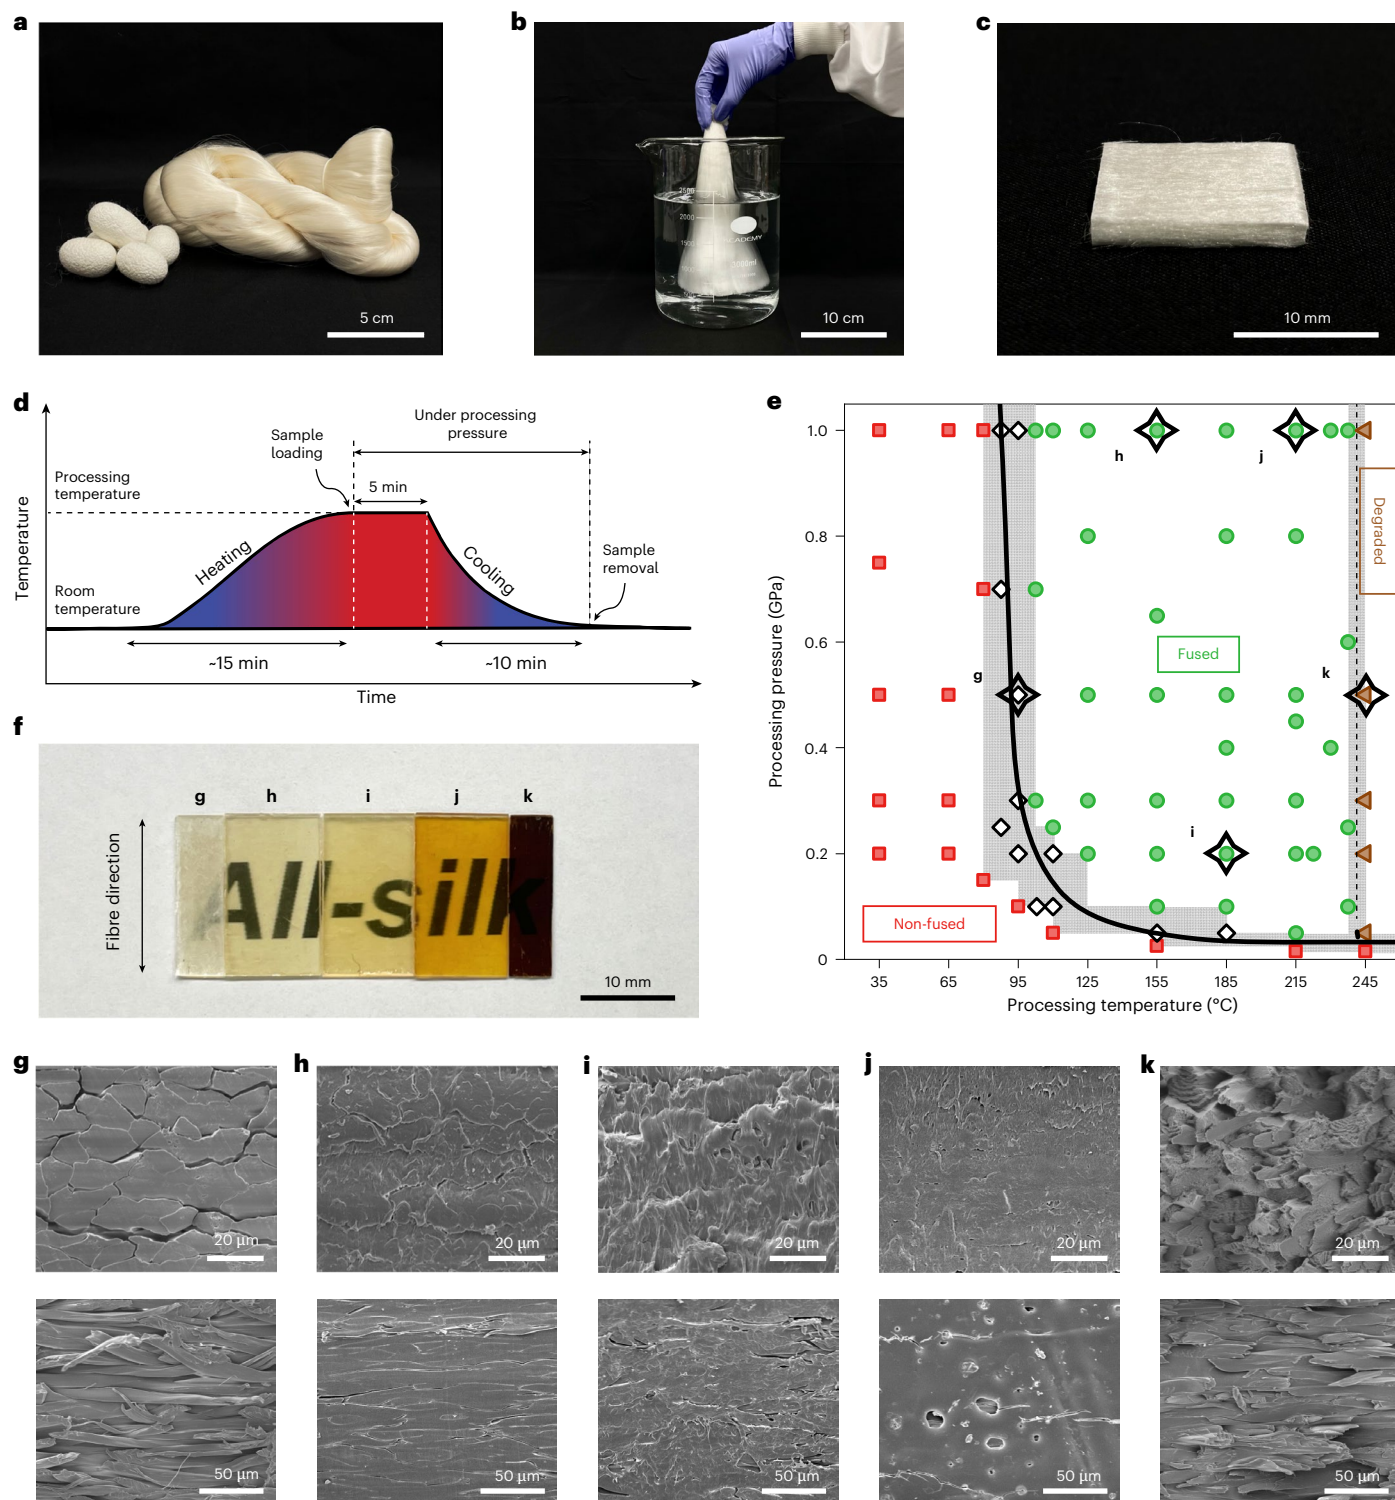 a
b
c
5 cm
2500
2000
10 cm
10 mm
d
Temperature
Processing
temperature
Room
temperature
Sample
loading
Under processing
pressure
5 min
Heating
Cooling
Sample
removal
~15 min
~10 min
Time
e
Processing pressure (GPa)
1.0
0.8
0.6
0.4
0.2
0
h
j
g
k
i
Degraded
Fused
Non-fused
35
65
95
125
155
185
215
245
Processing temperature (°C)
f
g
h
i
j
k
Fibre direction
All-silk
10 mm
g
h
i
j
k
20 µm
20 µm
20 µm
20 µm
20 µm
50 µm
50 µm
50 µm
50 µm
50 µm